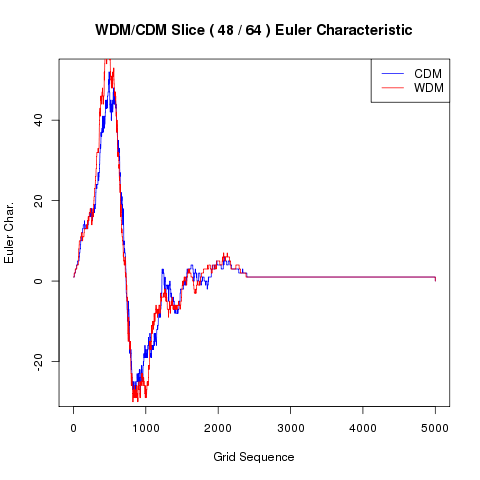 WDM/CDM Slice ( 48 / 64 ) Euler Characteristic
CDM
WDM
Euler Char.
40
20
0
-20
0 1000 2000 3000 4000 5000
Grid Sequence